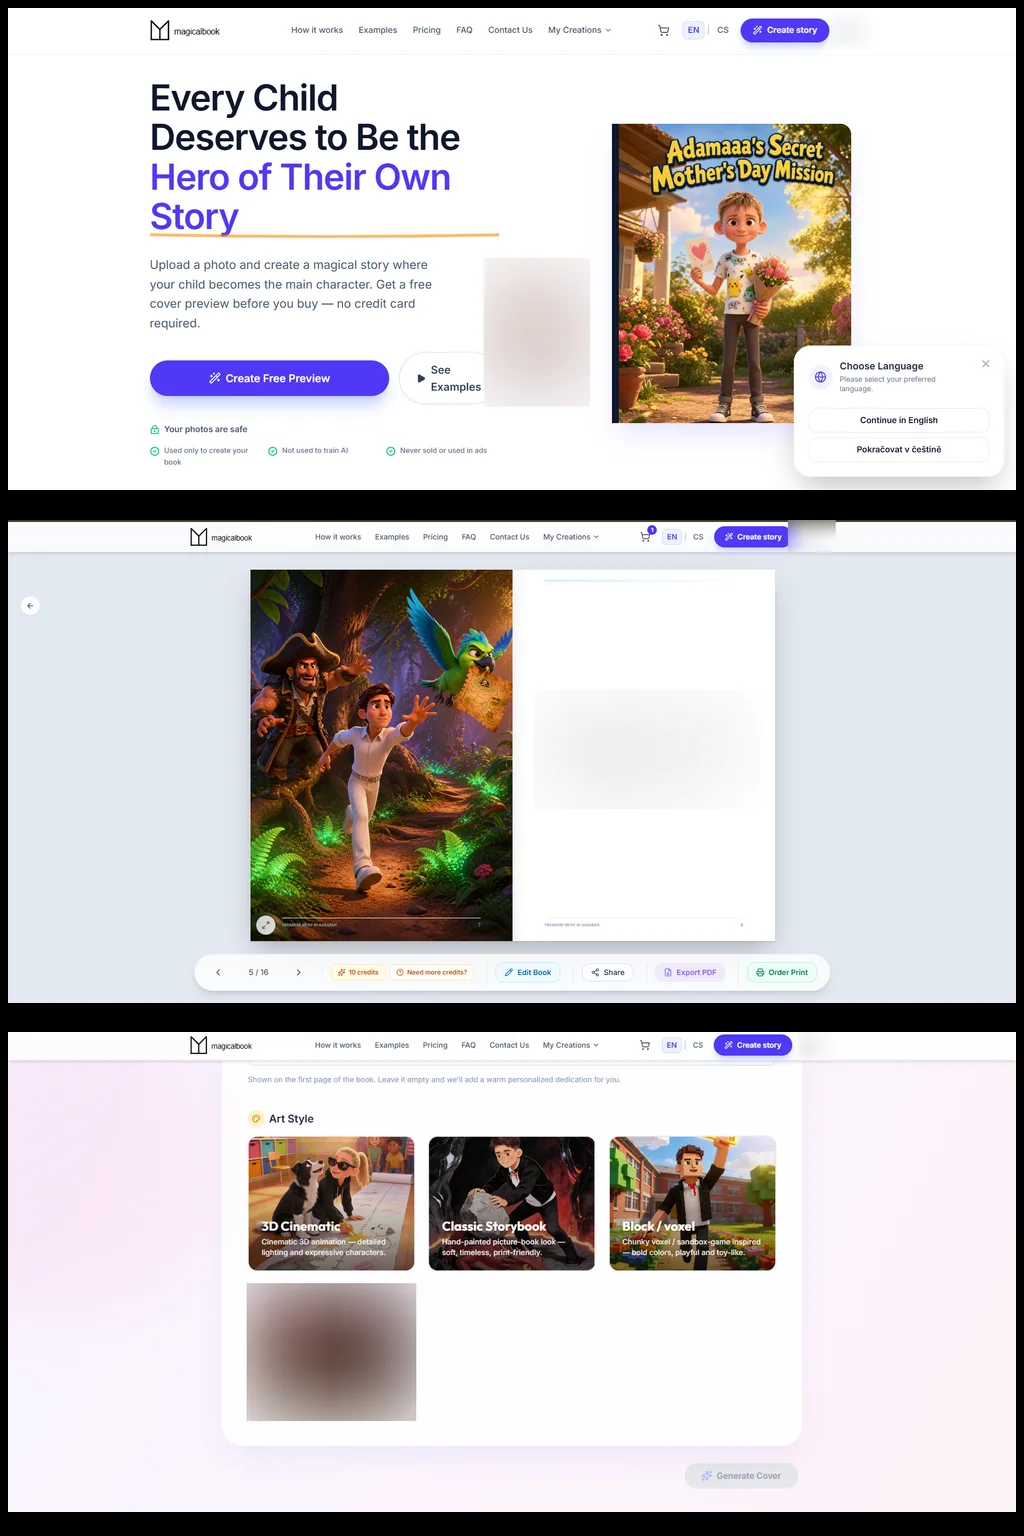 magicalbook
How it works
Examples
Pricing
FAQ
Contact Us
My Creations
EN
CS
Create story
Every Child
Deserves to Be the
Hero of Their Own
Story
Upload a photo and create a magical story where
your child becomes the main character. Get a free
cover preview before you buy — no credit card
required.
Create Free Preview
See
Examples
Your photos are safe
Used only to create your
book
Not used to train AI
Never sold or used in ads
Adamaaa's Secret
Mother's Day Mission
Choose Language
Please select your preferred
language.
Continue in English
Pokračovat v češtině
magicalbook
How it works
Examples
Pricing
FAQ
Contact Us
My Creations
1
EN
CS
Create story
5 / 16
10 credits
Need more credits?
Edit Book
Share
Export PDF
Order Print
magicalbook
How it works
Examples
Pricing
FAQ
Contact Us
My Creations
EN
CS
Create story
Shown on the first page of the book. Leave it empty and we'll add a warm personalized dedication for you.
Art Style
3D Cinematic
Cinematic 3D animation — detailed
lighting and expressive characters.
Classic Storybook
Hand-painted picture-book look —
soft, timeless, print-friendly.
Block / voxel
Chunky voxel / sandbox-game inspired
— bold colors, playful and toy-like.
Generate Cover